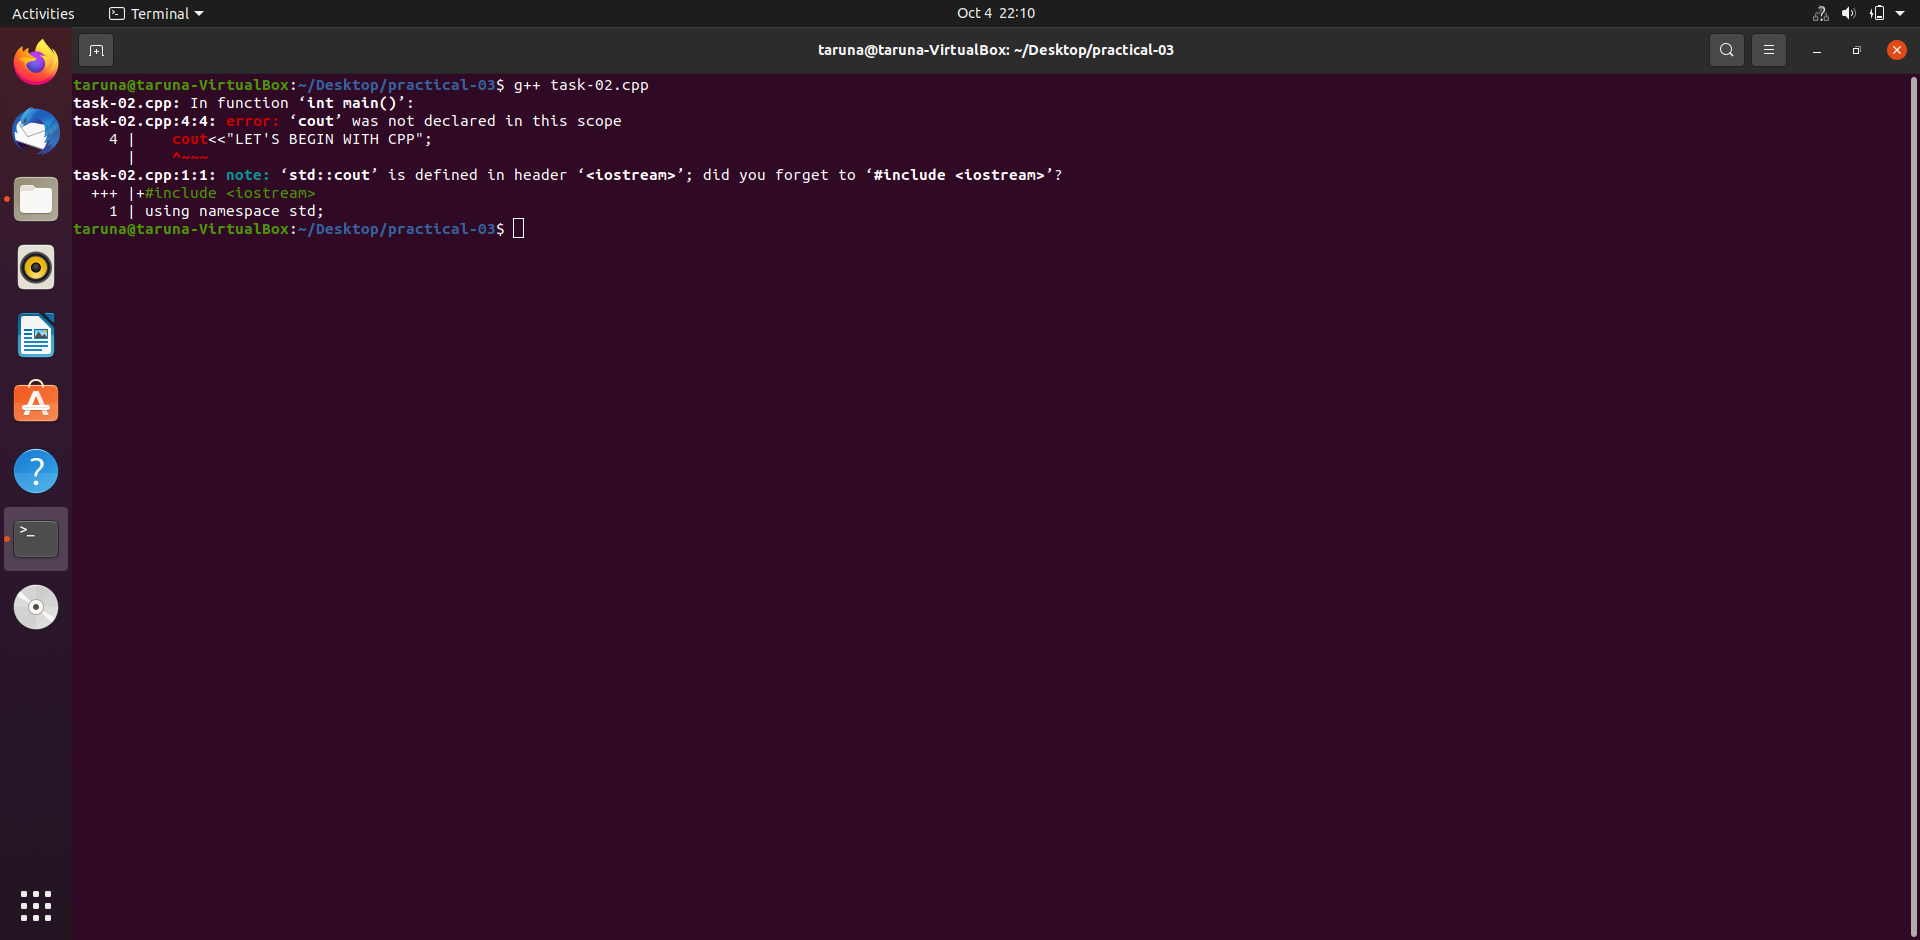 Activities
Terminal
Oct 4 22:10
taruna@taruna-VirtualBox: ~/Desktop/practical-03
taruna@taruna-VirtualBox:~/Desktop/practical-03$ g++ task-02.cpp
task-02.cpp: In function ‘int main()’:
task-02.cpp:4:4: error: ‘cout’ was not declared in this scope
    4 |    cout<<"LET'S BEGIN WITH CPP";
      |    ^~~~
task-02.cpp:1:1: note: ‘std::cout’ is defined in header ‘<iostream>’; did you forget to ‘#include <iostream>’?
  +++ |+#include <iostream>
    1 | using namespace std;
taruna@taruna-VirtualBox:~/Desktop/practical-03$